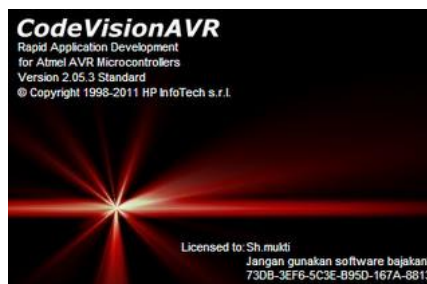 CodeVisionAVR
Rapid Application Development
for Atmel AVR Microcontrollers
Version 2.05.3 Standard
© Copyright 1998-2011 HP InfoTech s.r.l.
Licensed to: Sh.mukti
Jangan gunakan software bajakan
73DB-3EF6-5C3E-B95D-167A-8813